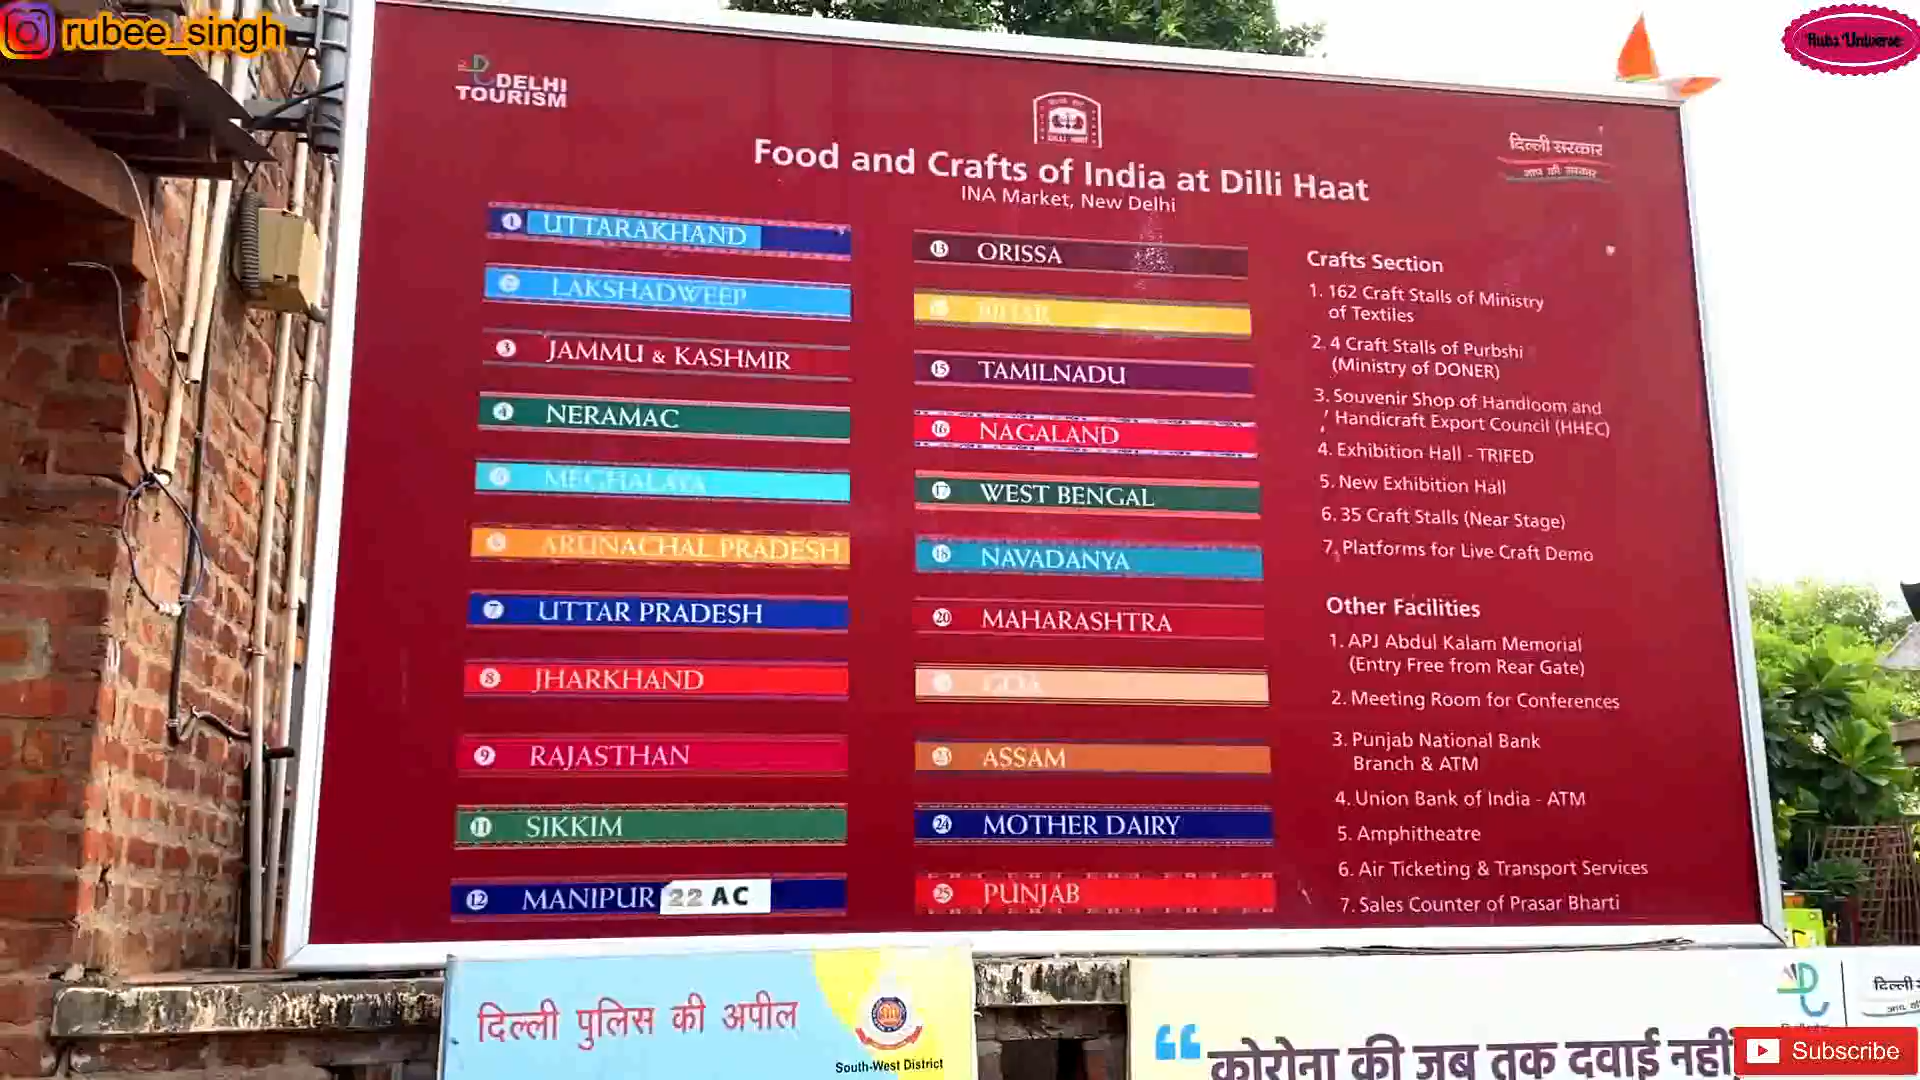 rubee_singh
Rubz Universe
DELHI
TOURISM
DILLI HAAT
दिल्ली सरकार
आप की सरकार
Food and Crafts of India at Dilli Haat
INA Market, New Delhi
1 UTTARAKHAND
2 LAKSHADWEEP
3 JAMMU & KASHMIR
4 NERAMAC
5 MEGHALAYA
6 ARUNACHAL PRADESH
7 UTTAR PRADESH
8 JHARKHAND
9 RAJASTHAN
11 SIKKIM
12 MANIPUR 22 AC
13 ORISSA
BIHAR
15 TAMILNADU
16 NAGALAND
17 WEST BENGAL
18 NAVADANYA
20 MAHARASHTRA
GOA
23 ASSAM
24 MOTHER DAIRY
25 PUNJAB
Crafts Section
1. 162 Craft Stalls of Ministry
of Textiles
2. 4 Craft Stalls of Purbshi
(Ministry of DONER)
3. Souvenir Shop of Handloom and
Handicraft Export Council (HHEC)
4. Exhibition Hall - TRIFED
5. New Exhibition Hall
6. 35 Craft Stalls (Near Stage)
7. Platforms for Live Craft Demo
Other Facilities
1. APJ Abdul Kalam Memorial
(Entry Free from Rear Gate)
2. Meeting Room for Conferences
3. Punjab National Bank
Branch & ATM
4. Union Bank of India - ATM
5. Amphitheatre
6. Air Ticketing & Transport Services
7. Sales Counter of Prasar Bharti
दिल्ली पुलिस की अपील
South-West District
“कोरोना की जब तक दवाई नहीं
Subscribe